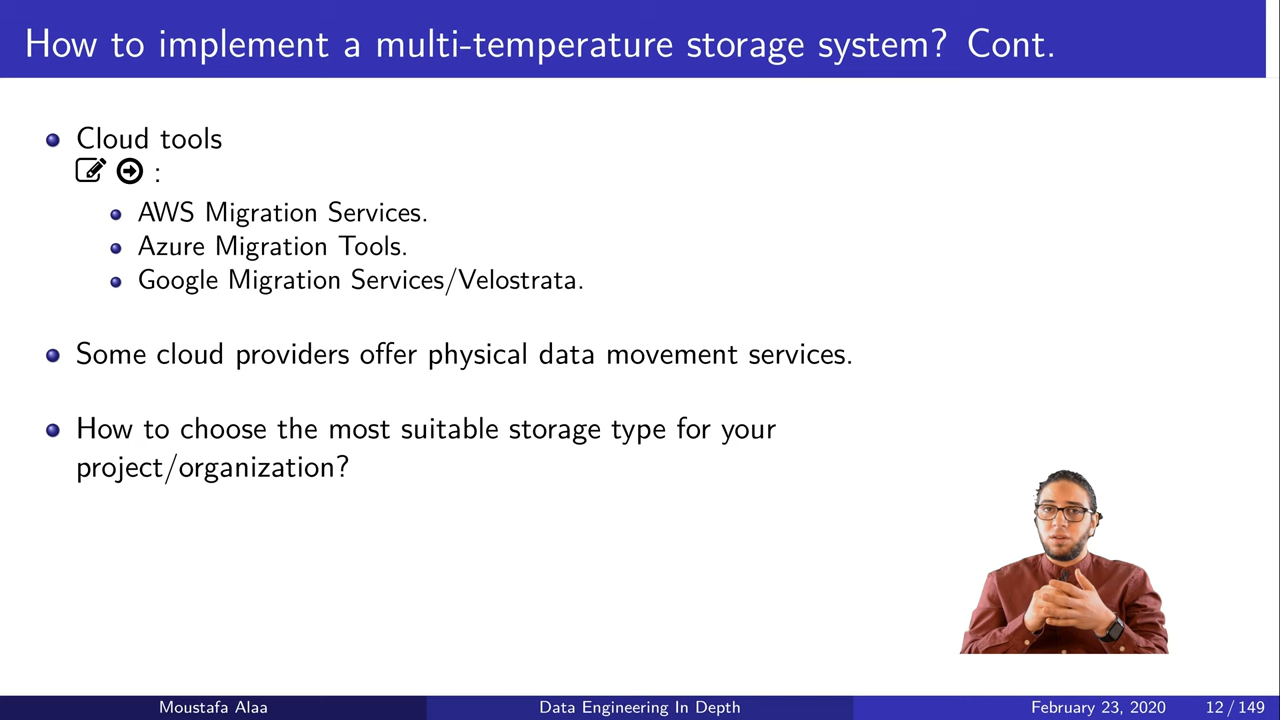 How to implement a multi-temperature storage system? Cont.
Cloud tools
:
AWS Migration Services.
Azure Migration Tools.
Google Migration Services/Velostrata.
Some cloud providers offer physical data movement services.
How to choose the most suitable storage type for your
project/organization?
Moustafa Alaa
Data Engineering In Depth
February 23, 2020
12 / 149